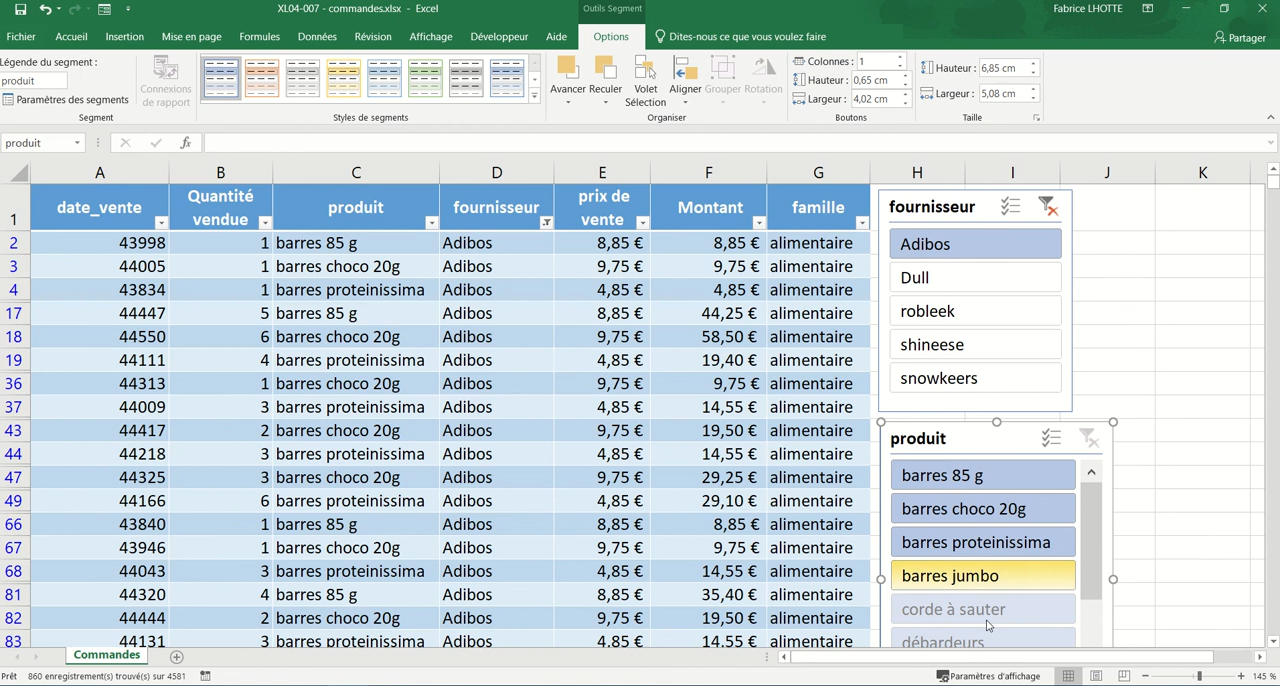 XL04-007 - commandes.xlsx - Excel
Outils Segment
Fabrice LHOTTE
Fichier Accueil Insertion Mise en page Formules Données Révision Affichage Développeur Aide Options Dites-nous ce que vous voulez faire Partager
Légende du segment :
produit
Paramètres des segments
Segment
Connexions de rapport
Styles de segments
Avancer Reculer Volet Sélection Aligner Grouper Rotation
Organiser
Colonnes : 1
Hauteur : 0,65 cm
Largeur : 4,02 cm
Boutons
Hauteur : 6,85 cm
Largeur : 5,08 cm
Taille
produit fx
A B C D E F G H I J K
1 date_vente Quantité vendue produit fournisseur prix de vente Montant famille
2 43998 1 barres 85 g Adibos 8,85 € 8,85 € alimentaire
3 44005 1 barres choco 20g Adibos 9,75 € 9,75 € alimentaire
4 43834 1 barres proteinissima Adibos 4,85 € 4,85 € alimentaire
17 44447 5 barres 85 g Adibos 8,85 € 44,25 € alimentaire
18 44550 6 barres choco 20g Adibos 9,75 € 58,50 € alimentaire
19 44111 4 barres proteinissima Adibos 4,85 € 19,40 € alimentaire
36 44313 1 barres choco 20g Adibos 9,75 € 9,75 € alimentaire
37 44009 3 barres proteinissima Adibos 4,85 € 14,55 € alimentaire
43 44417 2 barres choco 20g Adibos 9,75 € 19,50 € alimentaire
44 44218 3 barres proteinissima Adibos 4,85 € 14,55 € alimentaire
47 44325 3 barres choco 20g Adibos 9,75 € 29,25 € alimentaire
49 44166 6 barres proteinissima Adibos 4,85 € 29,10 € alimentaire
66 43840 1 barres 85 g Adibos 8,85 € 8,85 € alimentaire
67 43946 1 barres choco 20g Adibos 9,75 € 9,75 € alimentaire
68 44043 3 barres proteinissima Adibos 4,85 € 14,55 € alimentaire
81 44320 4 barres 85 g Adibos 8,85 € 35,40 € alimentaire
82 44444 2 barres choco 20g Adibos 9,75 € 19,50 € alimentaire
83 44131 3 barres proteinissima Adibos 4,85 € 14,55 € alimentaire
fournisseur
Adibos
Dull
robleek
shineese
snowkeers
produit
barres 85 g
barres choco 20g
barres proteinissima
barres jumbo
corde à sauter
débardeurs
Commandes
Prêt 860 enregistrement(s) trouvé(s) sur 4581 Paramètres d'affichage 145 %